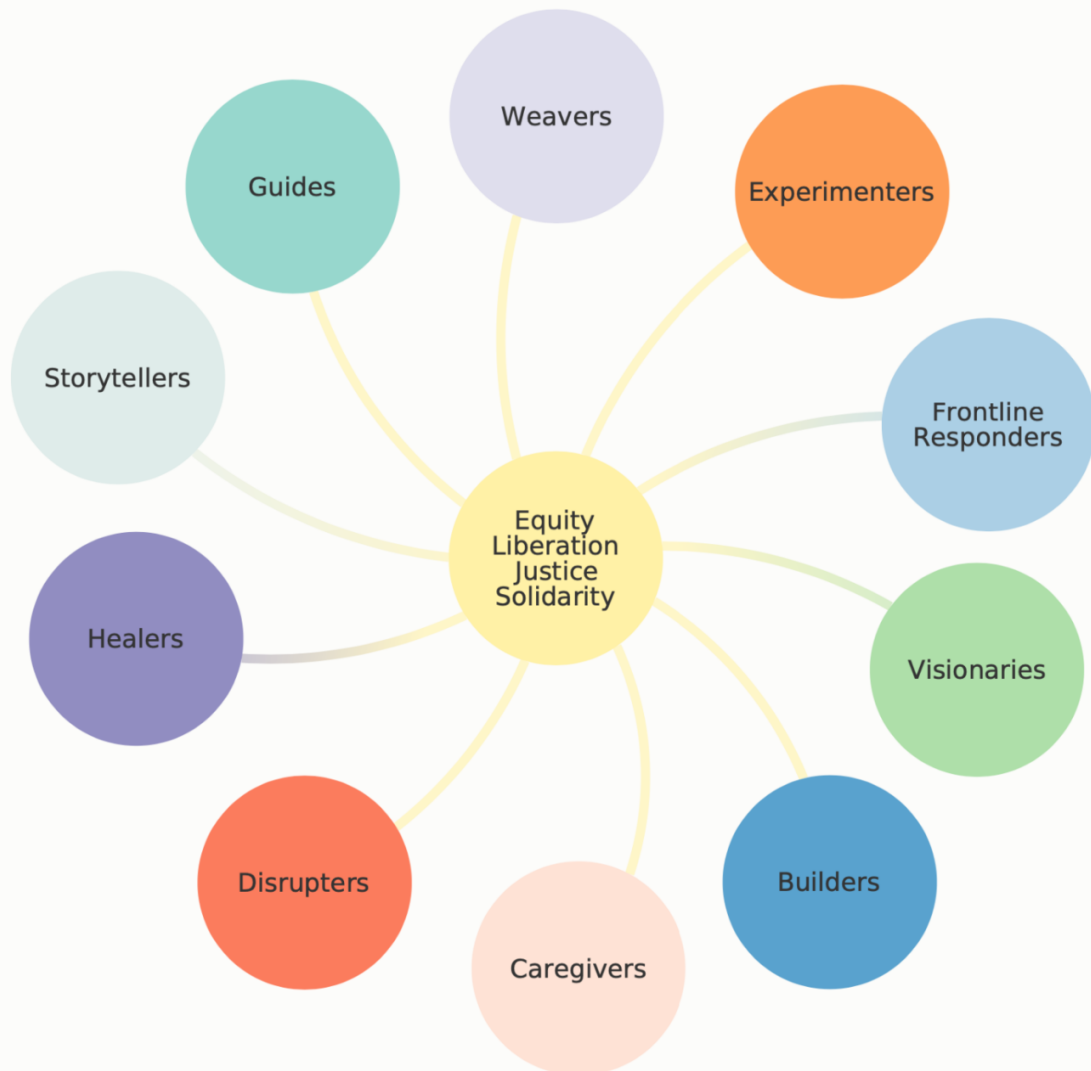 Weavers
Guides
Experimenters
Storytellers
Frontline
Responders
Equity
Liberation
Justice
Solidarity
Healers
Visionaries
Disrupters
Builders
Caregivers